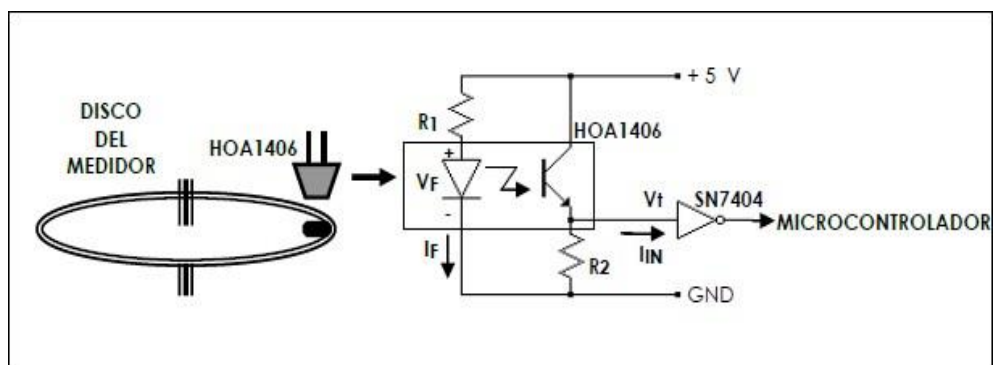 DISCO
DEL
MEDIDOR
HOA1406
R1
+
VF
-
IF
+ 5 V
HOA1406
Vt
SN7404
MICROCONTROLADOR
IIN
R2
GND